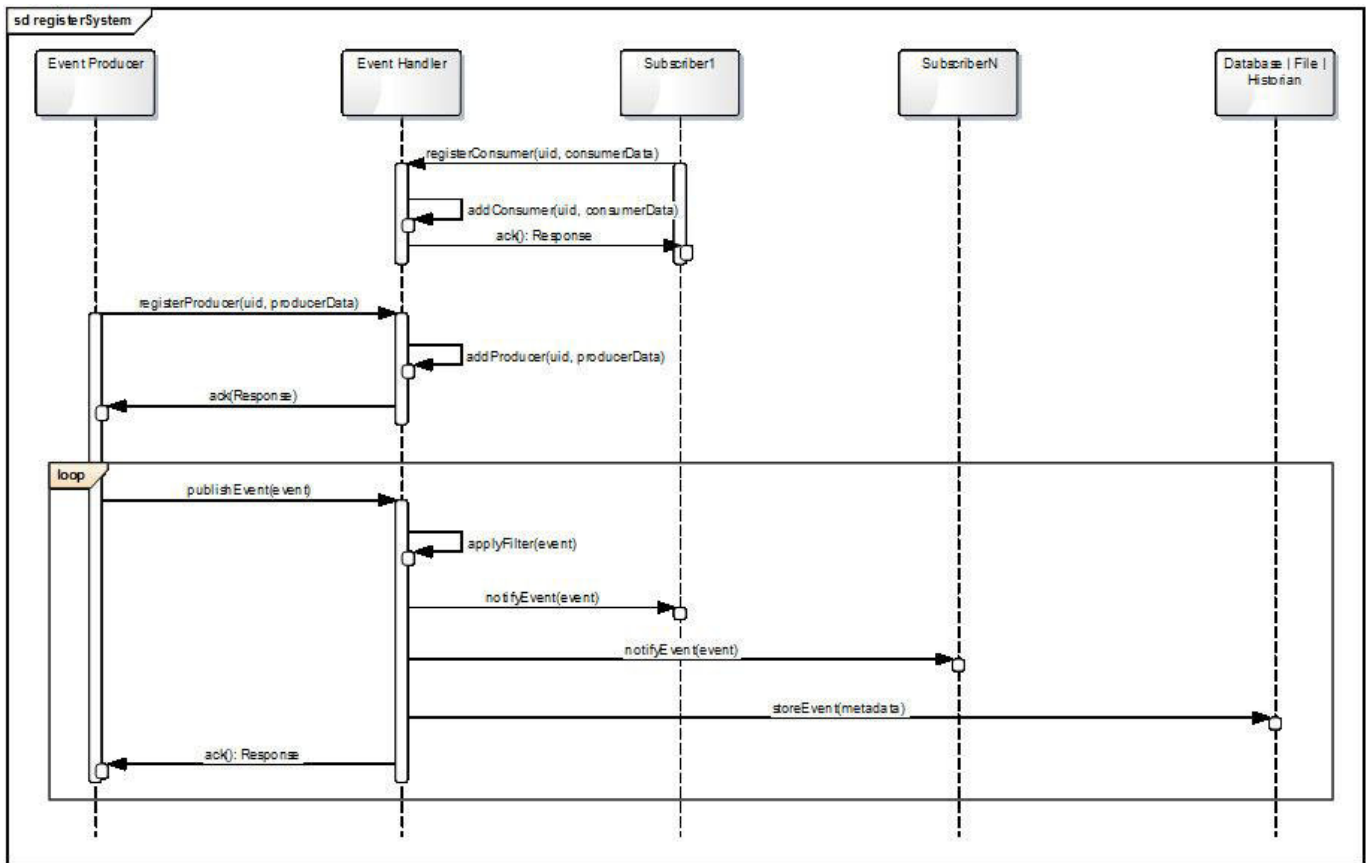 sd registerSystem
Event Producer
Event Handler
Subscriber1
SubscriberN
Database | File |
Historian
registerConsumer(uid, consumerData)
addConsumer(uid, consumerData)
ack(): Response
registerProducer(uid, producerData)
addProducer(uid, producerData)
ack(Response)
loop
publishEvent(event)
applyFilter(event)
notifyEvent(event)
notifyEvent(event)
storeEvent(metadata)
ack(): Response